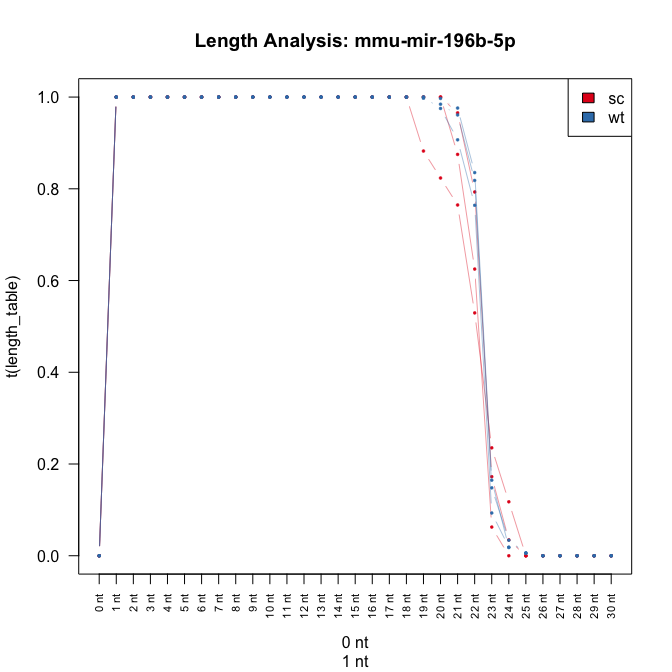 Length Analysis: mmu-mir-196b-5p
sc
wt
t(length_table)
1.0
0.8
0.6
0.4
0.2
0.0
0 nt
1 nt
2 nt
3 nt
4 nt
5 nt
6 nt
7 nt
8 nt
9 nt
10 nt
11 nt
12 nt
13 nt
14 nt
15 nt
16 nt
17 nt
18 nt
19 nt
20 nt
21 nt
22 nt
23 nt
24 nt
25 nt
26 nt
27 nt
28 nt
29 nt
30 nt
0 nt
1 nt